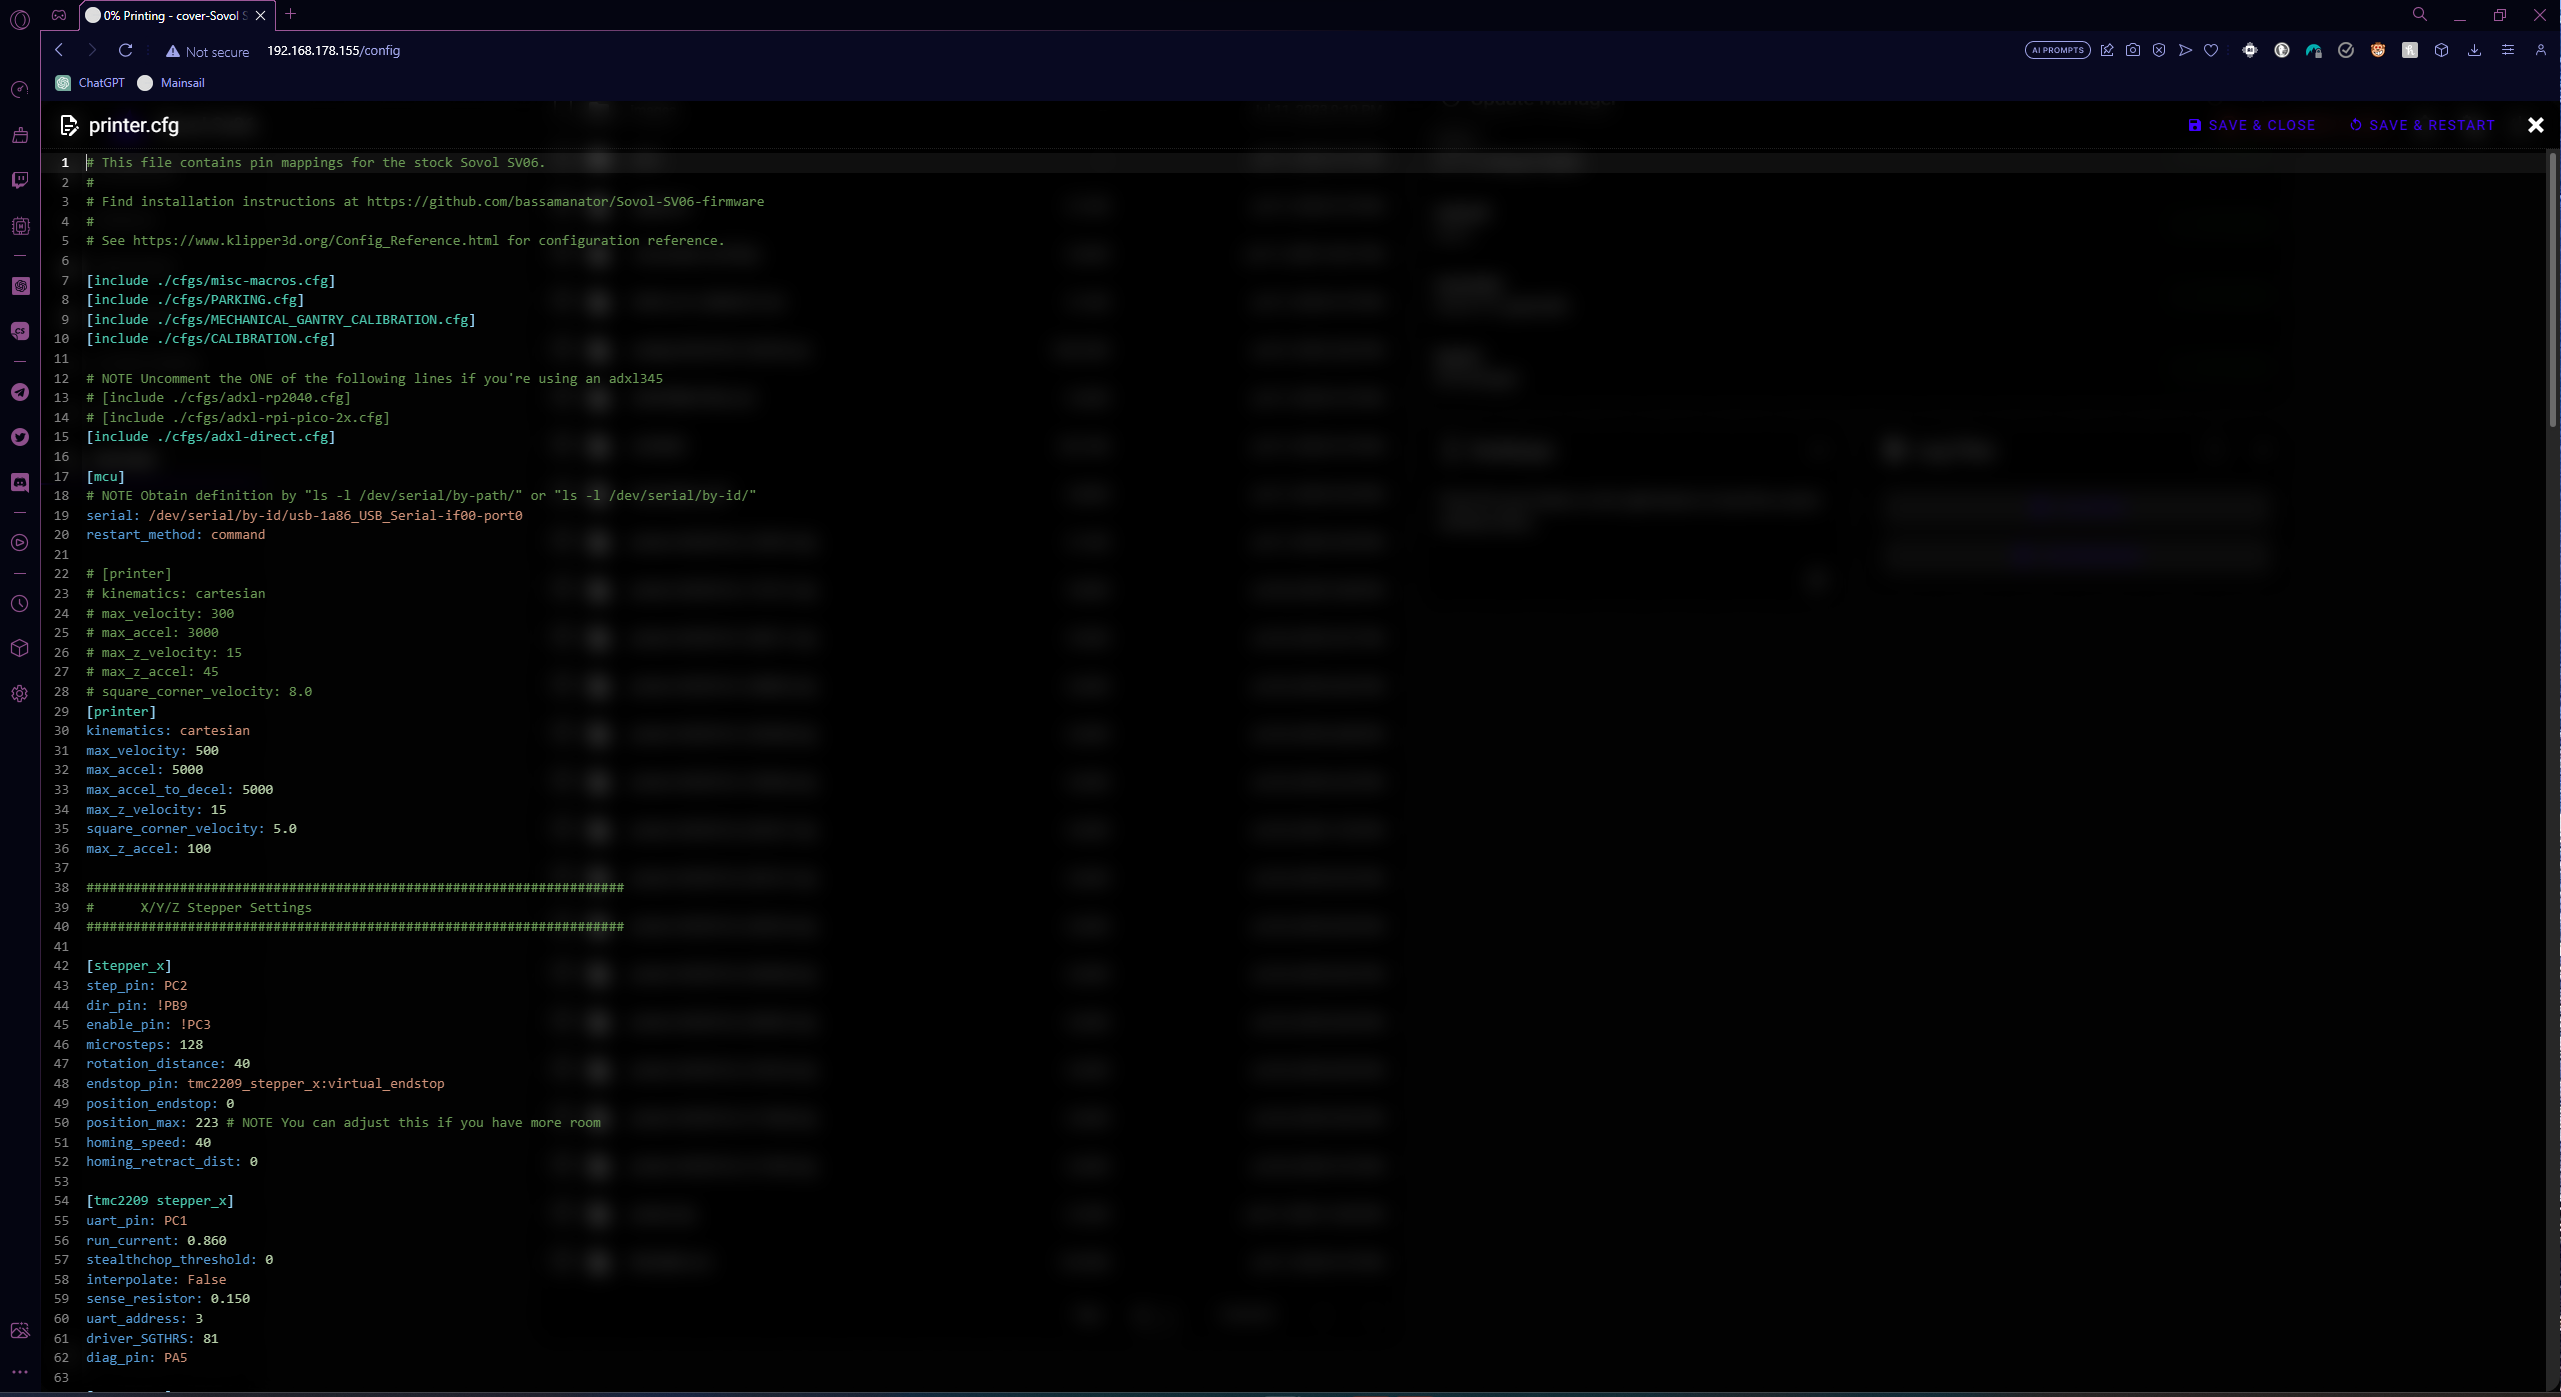 0% Printing - cover-Sovol S
Not secure 192.168.178.155/config
AI PROMPTS
ChatGPT Mainsail
printer.cfg
SAVE & CLOSE SAVE & RESTART
1 # This file contains pin mappings for the stock Sovol SV06.
2 #
3 # Find installation instructions at https://github.com/bassamanator/Sovol-SV06-firmware
4 #
5 # See https://www.klipper3d.org/Config_Reference.html for configuration reference.
6
7 [include ./cfgs/misc-macros.cfg]
8 [include ./cfgs/PARKING.cfg]
9 [include ./cfgs/MECHANICAL_GANTRY_CALIBRATION.cfg]
10 [include ./cfgs/CALIBRATION.cfg]
11
12 # NOTE Uncomment the ONE of the following lines if you're using an adxl345
13 # [include ./cfgs/adxl-rp2040.cfg]
14 # [include ./cfgs/adxl-rpi-pico-2x.cfg]
15 [include ./cfgs/adxl-direct.cfg]
16
17 [mcu]
18 # NOTE Obtain definition by "ls -l /dev/serial/by-path/" or "ls -l /dev/serial/by-id/"
19 serial: /dev/serial/by-id/usb-1a86_USB_Serial-if00-port0
20 restart_method: command
21
22 # [printer]
23 # kinematics: cartesian
24 # max_velocity: 300
25 # max_accel: 3000
26 # max_z_velocity: 15
27 # max_z_accel: 45
28 # square_corner_velocity: 8.0
29 [printer]
30 kinematics: cartesian
31 max_velocity: 500
32 max_accel: 5000
33 max_accel_to_decel: 5000
34 max_z_velocity: 15
35 square_corner_velocity: 5.0
36 max_z_accel: 100
37
38 #####################################################################
39 #      X/Y/Z Stepper Settings
40 #####################################################################
41
42 [stepper_x]
43 step_pin: PC2
44 dir_pin: !PB9
45 enable_pin: !PC3
46 microsteps: 128
47 rotation_distance: 40
48 endstop_pin: tmc2209_stepper_x:virtual_endstop
49 position_endstop: 0
50 position_max: 223 # NOTE You can adjust this if you have more room
51 homing_speed: 40
52 homing_retract_dist: 0
53
54 [tmc2209 stepper_x]
55 uart_pin: PC1
56 run_current: 0.860
57 stealthchop_threshold: 0
58 interpolate: False
59 sense_resistor: 0.150
60 uart_address: 3
61 driver_SGTHRS: 81
62 diag_pin: PA5
63